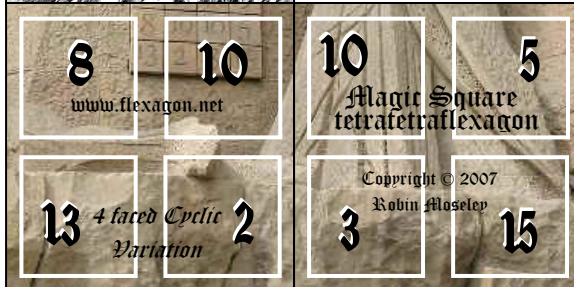 8 10
www.flexagon.net
13 4 faced Cyclic 2
Variation
10 5
Magic Square
tetratetraflexagon
Copyright © 2007
Robin Moseley
3 15